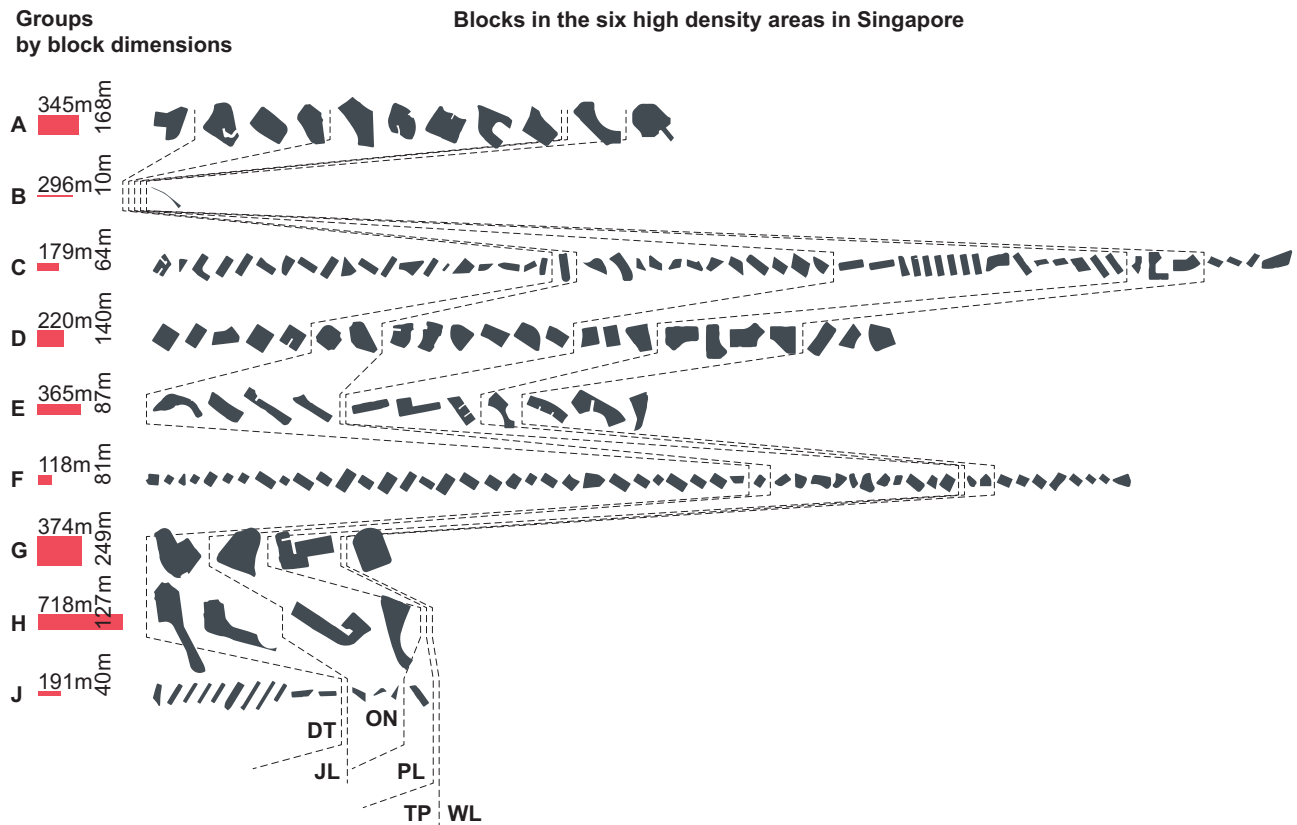 Groups
by block dimensions
Blocks in the six high density areas in Singapore
A 345m 168m
B 296m 10m
C 179m 64m
D 220m 140m
E 365m 87m
F 118m 81m
G 374m 249m
H 718m 127m
J 191m 40m
DT ON
JL PL
TP WL